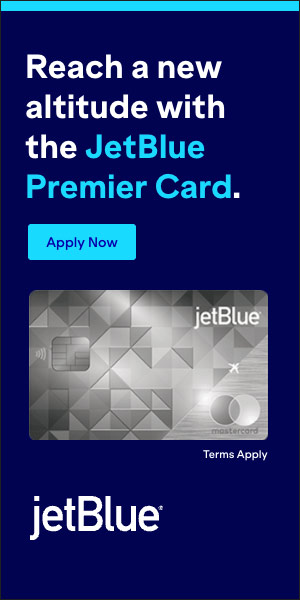 Reach a new
altitude with
the JetBlue
Premier Card.
Apply Now
jetBlue
mastercard
Terms Apply
jetBlue®